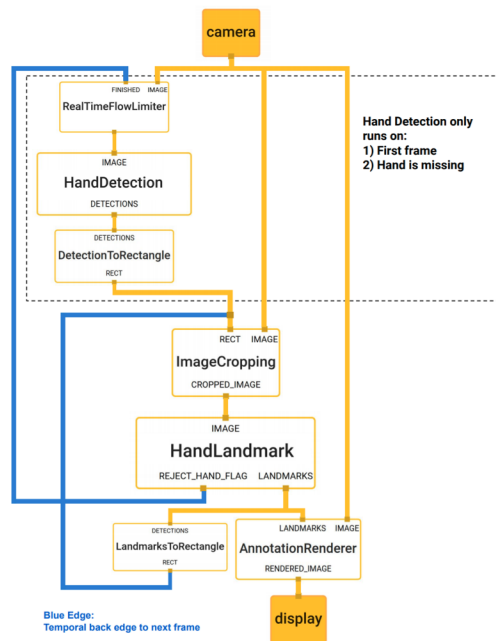 camera
FINISHED IMAGE
RealTimeFlowLimiter
Hand Detection only
runs on:
1) First frame
2) Hand is missing
IMAGE
HandDetection
DETECTIONS
DETECTIONS
DetectionToRectangle
RECT
RECT IMAGE
ImageCropping
CROPPED_IMAGE
IMAGE
HandLandmark
REJECT_HAND_FLAG LANDMARKS
DETECTIONS
LandmarksToRectangle
RECT
LANDMARKS IMAGE
AnnotationRenderer
RENDERED_IMAGE
display
Blue Edge:
Temporal back edge to next frame